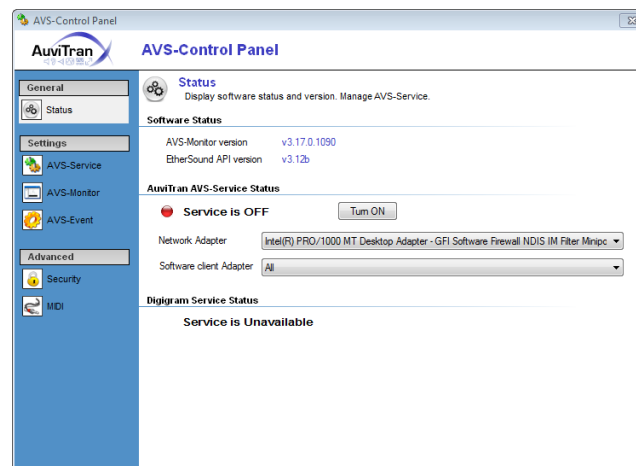 AVS-Control Panel
AuviTran
AVS-Control Panel
General
Status
Settings
AVS-Service
AVS-Monitor
AVS-Event
Advanced
Security
MIDI
Status
Display software status and version. Manage AVS-Service.
Software Status
AVS-Monitor version v3.17.0.1090
EtherSound API version v3.12b
AuviTran AVS-Service Status
Service is OFF Turn ON
Network Adapter Intel(R) PRO/1000 MT Desktop Adapter - GFI Software Firewall NDIS IM Filter Minipc
Software client Adapter All
Digigram Service Status
Service is Unavailable